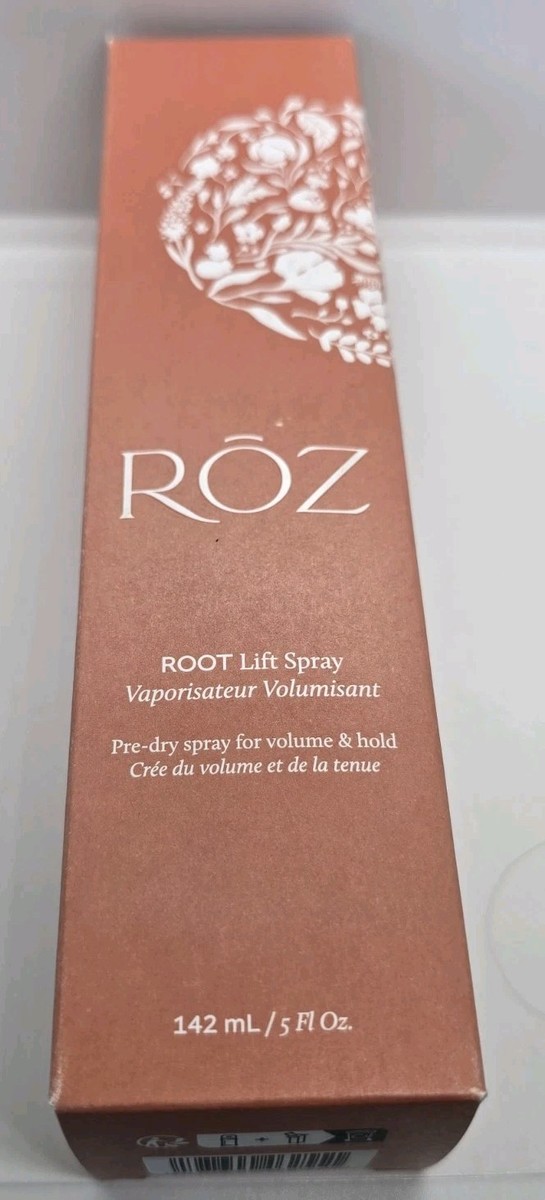 RŌZ
ROOT Lift Spray
Vaporisateur Volumisant
Pre-dry spray for volume & hold
Crée du volume et de la tenue
142 mL / 5 Fl Oz.